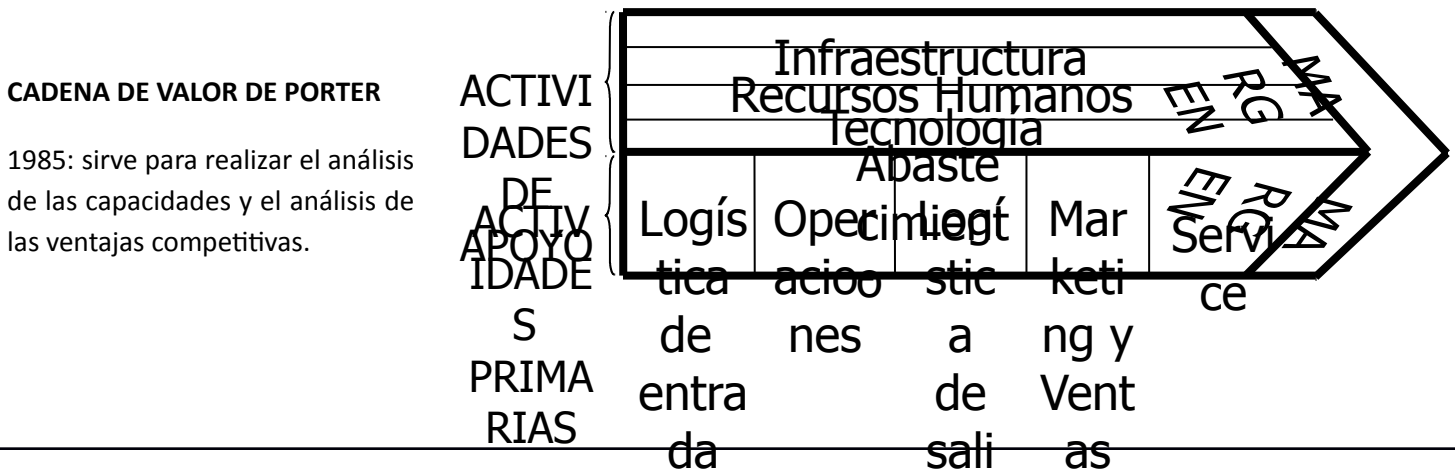 CADENA DE VALOR DE PORTER
1985: sirve para realizar el análisis
de las capacidades y el análisis de
las ventajas competitivas.
ACTIVI
DADES
DE
APOYO
ACTIV
IDADE
S
PRIMA
RIAS
Infraestructura
Recursos Humanos
Tecnología
Abaste
cimient
o
MA
RG
EN
Logís
tica
de
entra
da
Oper
acio
nes
Logí
stic
a
de
sali
Mar
keti
ng y
Vent
as
Servi
ce
MA
RG
EN